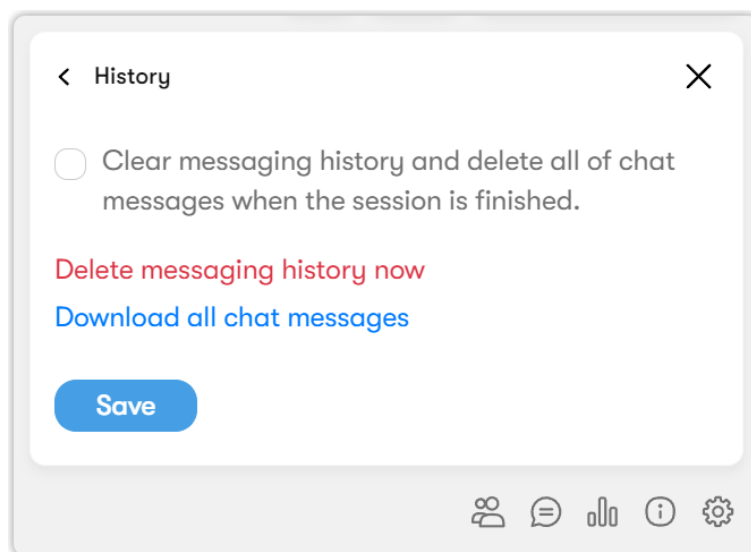 History
Clear messaging history and delete all of chat
messages when the session is finished.
Delete messaging history now
Download all chat messages
Save